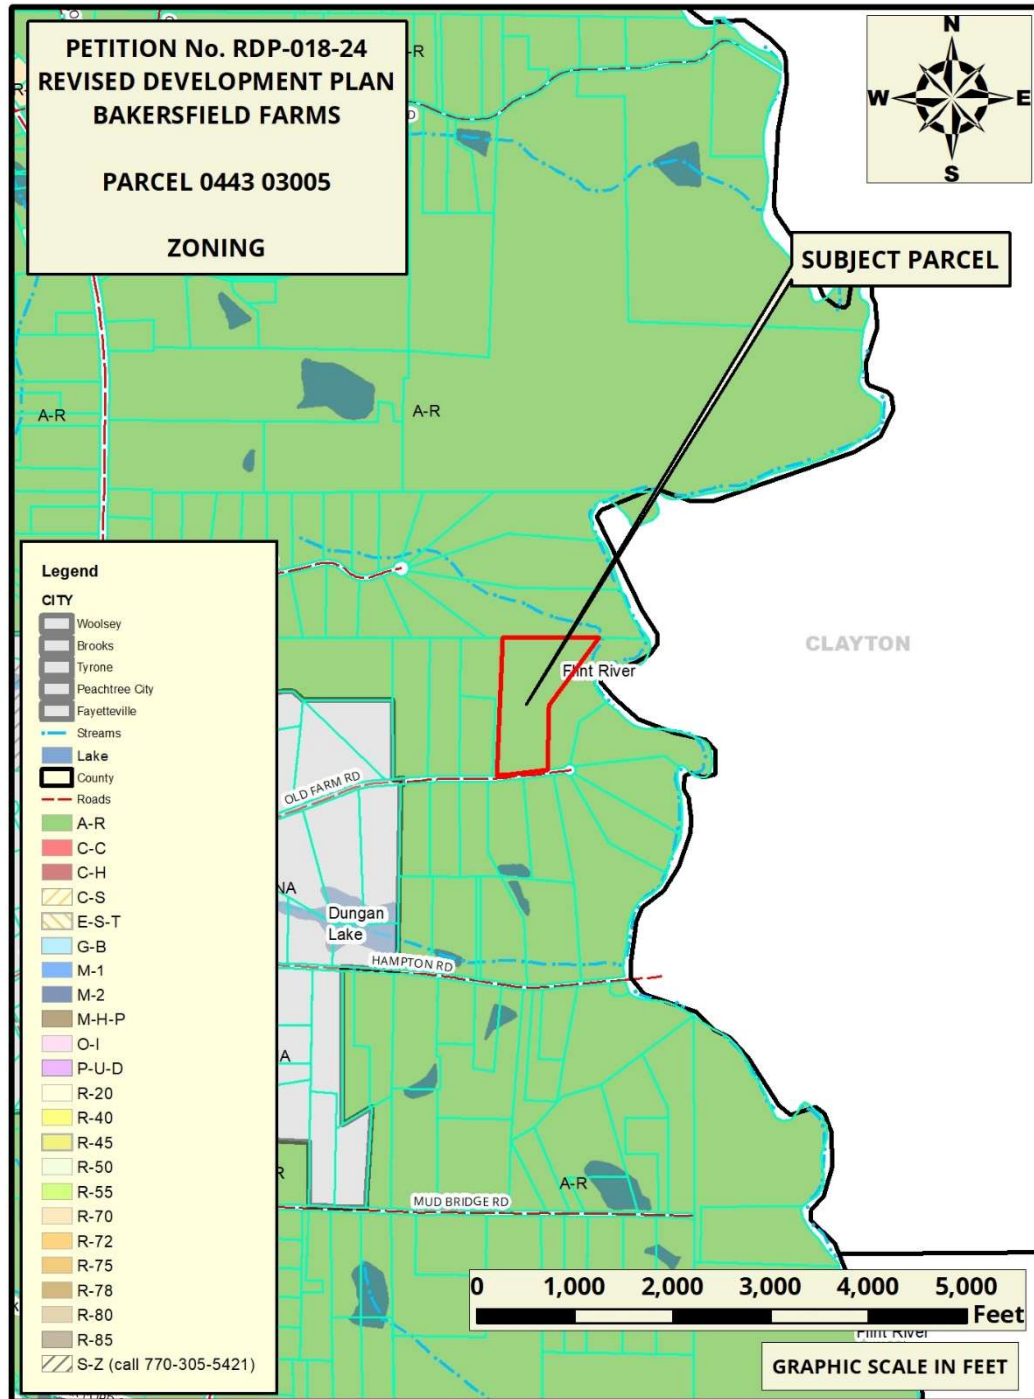 PETITION No. RDP-018-24
REVISED DEVELOPMENT PLAN
BAKERSFIELD FARMS
PARCEL 0443 03005
ZONING
N
W
E
S
SUBJECT PARCEL
A-R
A-R
CLAYTON
Flint River
OLD FARM RD
Dungan
Lake
HAMPTON RD
A-R
MUD BRIDGE RD
Legend
CITY
Woolsey
Brooks
Tyrone
Peachtree City
Fayetteville
Streams
Lake
County
Roads
A-R
C-C
C-H
C-S
E-S-T
G-B
M-1
M-2
M-H-P
O-I
P-U-D
R-20
R-40
R-45
R-50
R-55
R-70
R-72
R-75
R-78
R-80
R-85
S-Z (call 770-305-5421)
0 1,000 2,000 3,000 4,000 5,000
Feet
Flint River
GRAPHIC SCALE IN FEET